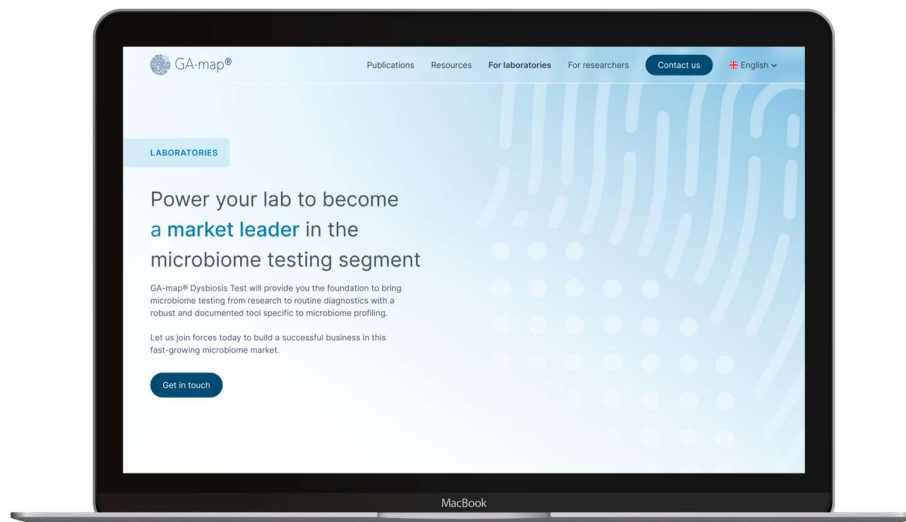 GA-map®
Publications Resources For laboratories For researchers Contact us English
LABORATORIES
Power your lab to become
a market leader in the
microbiome testing segment
GA-map® Dysbiosis Test will provide you the foundation to bring
microbiome testing from research to routine diagnostics with a
robust and documented tool specific to microbiome profiling.
Let us join forces today to build a successful business in this
fast-growing microbiome market.
Get in touch
MacBook